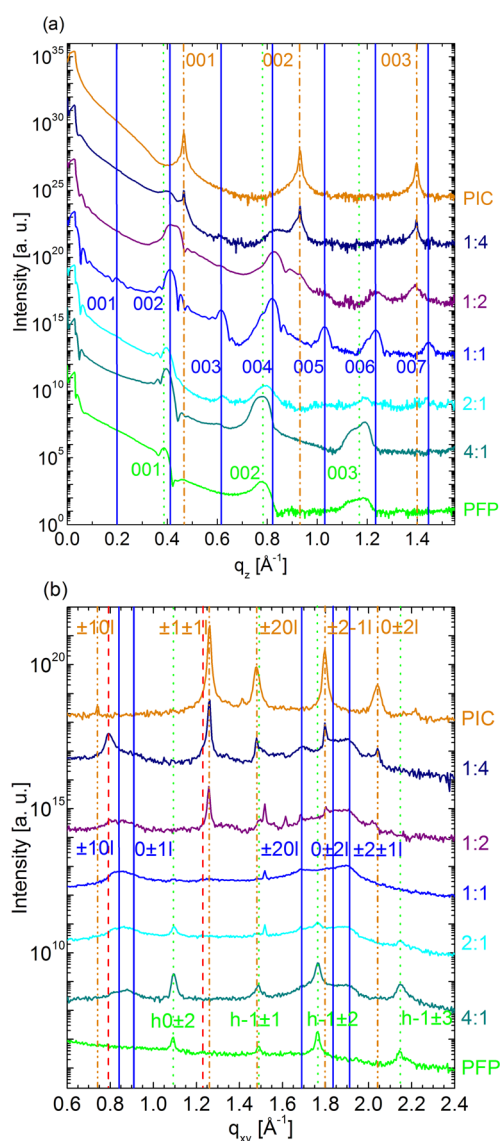 (a)
10^35
10^30
10^25
10^20
10^15
10^10
10^5
10^0
Intensity [a. u.]
001 002 003
001 002
003 004 005 006 007
001 002 003
PIC
1:4
1:2
1:1
2:1
4:1
PFP
0.0 0.2 0.4 0.6 0.8 1.0 1.2 1.4
q_z [Å^-1]
(b)
10^20
10^15
10^10
Intensity [a. u.]
±10l ±1±1l ±20l ±2-1l 0±2l
±10l 0±1l ±20l 0±2l ±2±1l
h0±2 h-1±1 h-1±2 h-1±3
PIC
1:4
1:2
1:1
2:1
4:1
PFP
0.6 0.8 1.0 1.2 1.4 1.6 1.8 2.0 2.2 2.4
q_xy [Å^-1]